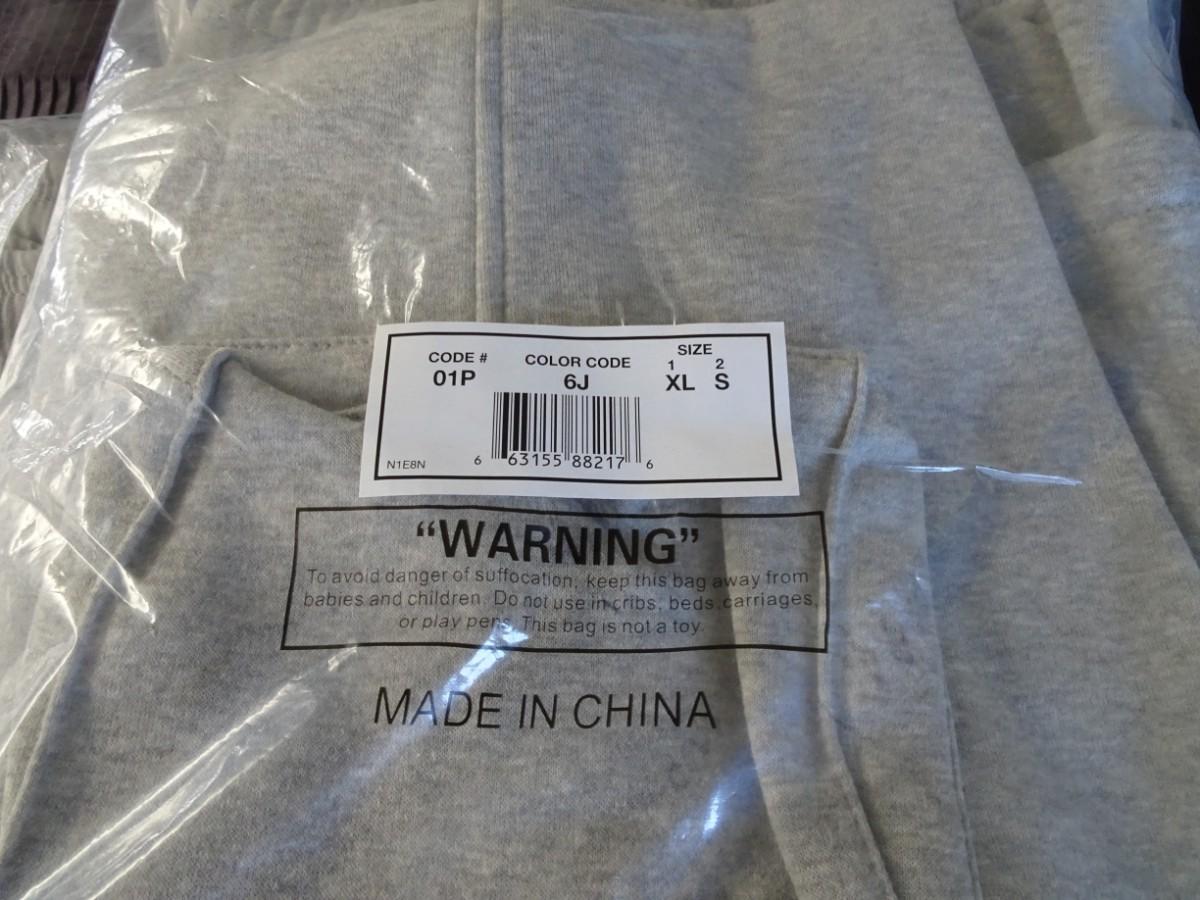 CODE # COLOR CODE SIZE
1 2
01P 6J XL S
N1E8N 6 63155 88217 6
“WARNING”
To avoid danger of suffocation, keep this bag away from
babies and children. Do not use in cribs, beds, carriages,
or play pens. This bag is not a toy.
MADE IN CHINA